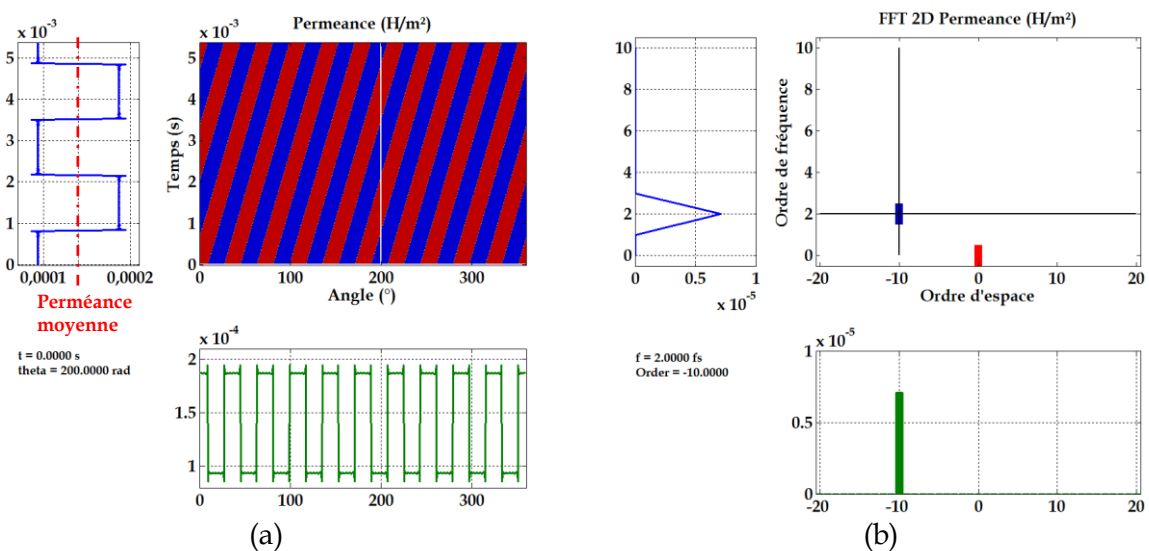 x 10⁻³
5
4
3
2
1
0
0,0001
0,0002
Perméance
moyenne
t = 0.0000 s
theta = 200.0000 rad
Permeance (H/m²)
x 10⁻³
5
4
3
2
1
0
Temps (s)
0
100
200
300
Angle (°)
x 10⁻⁴
2
1.5
1
0
100
200
300
(a)
10
8
6
4
2
0
0
0.5
1
x 10⁻⁵
f = 2.0000 fs
Order = -10.0000
FFT 2D Permeance (H/m²)
Ordre de fréquence
10
8
6
4
2
0
-20
-10
0
10
20
Ordre d'espace
x 10⁻⁵
1
0.5
0
-20
-10
0
10
20
(b)